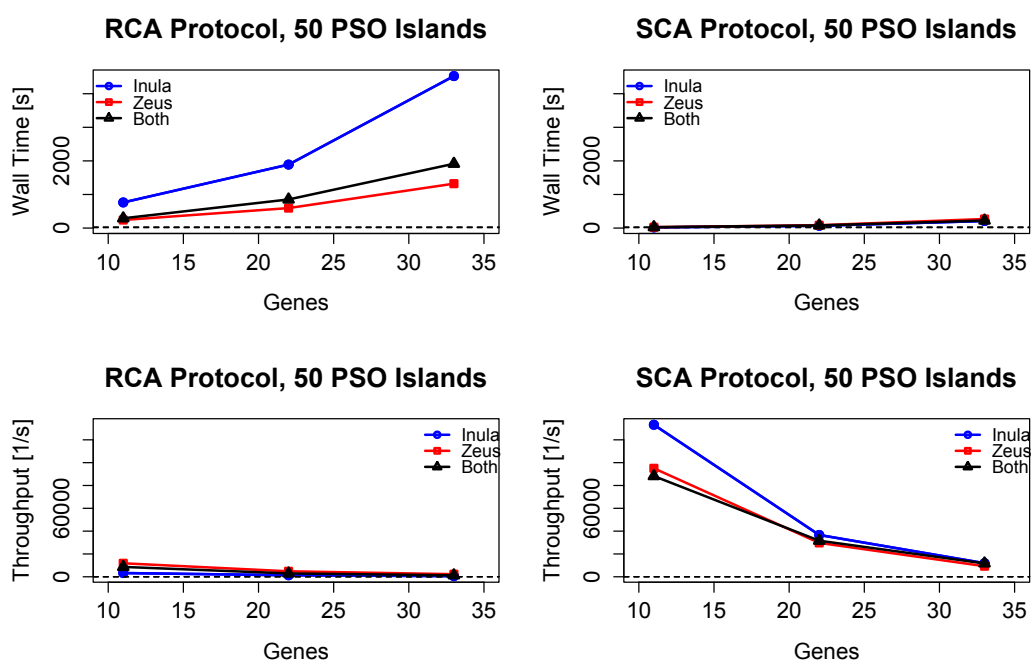 RCA Protocol, 50 PSO Islands
Wall Time [s]
2000
0
Inula
Zeus
Both
10 15 20 25 30 35
Genes
SCA Protocol, 50 PSO Islands
Wall Time [s]
2000
0
Inula
Zeus
Both
10 15 20 25 30 35
Genes
RCA Protocol, 50 PSO Islands
Throughput [1/s]
60000
0
Inula
Zeus
Both
10 15 20 25 30 35
Genes
SCA Protocol, 50 PSO Islands
Throughput [1/s]
60000
0
Inula
Zeus
Both
10 15 20 25 30 35
Genes